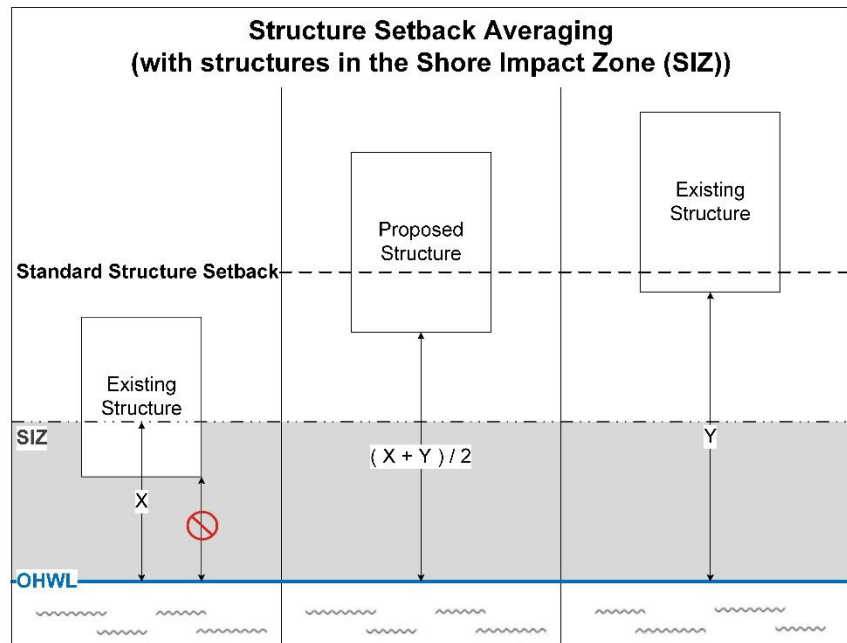 Structure Setback Averaging
(with structures in the Shore Impact Zone (SIZ))
Existing
Structure
Proposed
Structure
Standard Structure Setback
Existing
Structure
SIZ
X
( X + Y ) / 2
Y
OHWL